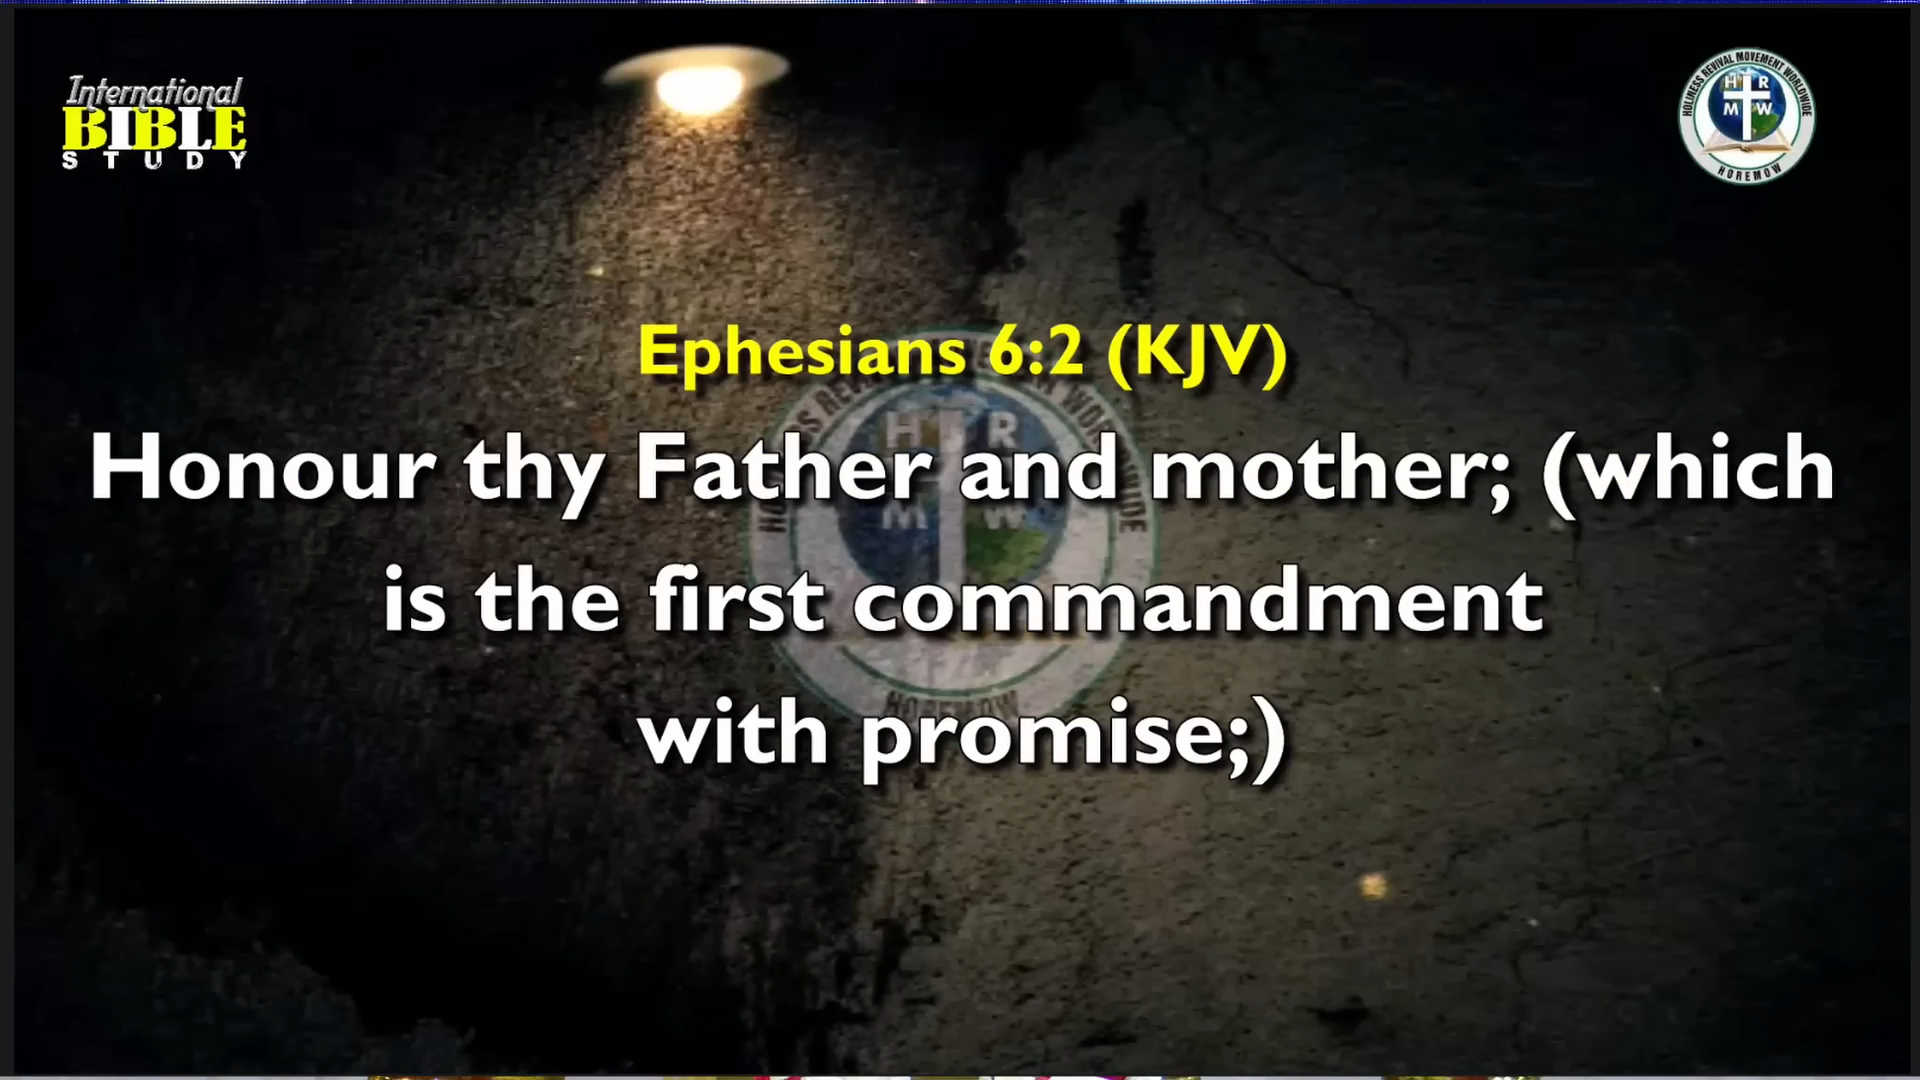 International
BIBLE
STUDY
HOLINESS REVIVAL MOVEMENT WORLDWIDE
H R
M W
HOREMOW
Ephesians 6:2 (KJV)
Honour thy Father and mother; (which
is the first commandment
with promise;)
H R
M W
HOREMOW